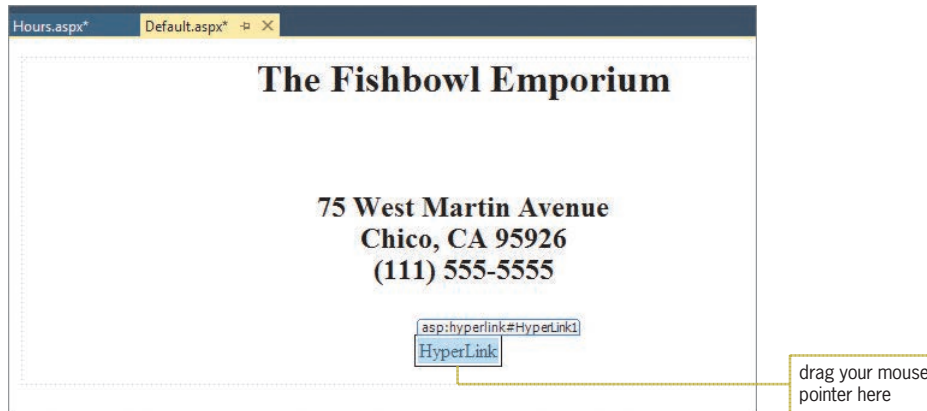 Hours.aspx*
Default.aspx*
The Fishbowl Emporium
75 West Martin Avenue
Chico, CA 95926
(111) 555-5555
asp:hyperlink#HyperLink1
HyperLink
drag your mouse
pointer here